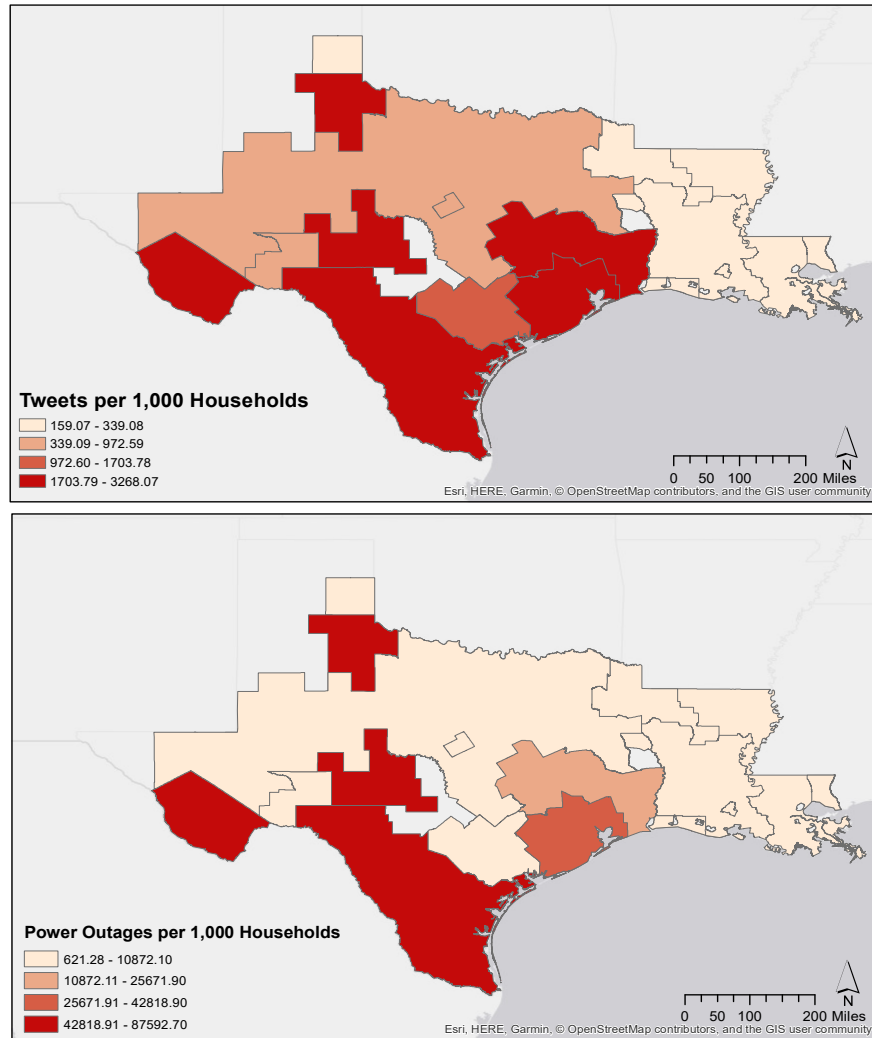 Tweets per 1,000 Households
159.07 - 339.08
339.09 - 972.59
972.60 - 1703.78
1703.79 - 3268.07
N
0 50 100 200 Miles
Esri, HERE, Garmin, © OpenStreetMap contributors, and the GIS user community
Power Outages per 1,000 Households
621.28 - 10872.10
10872.11 - 25671.90
25671.91 - 42818.90
42818.91 - 87592.70
N
0 50 100 200 Miles
Esri, HERE, Garmin, © OpenStreetMap contributors, and the GIS user community